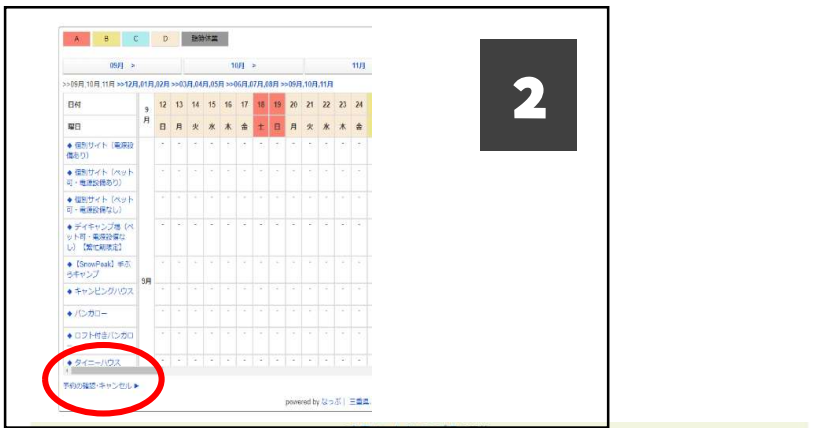 A B C D 臨時休業
09月 > 10月 > 11月
>>09月,10月,11月 >>12月,01月,02月 >>03月,04月,05月 >>06月,07月,08月 >>09月,10月,11月
日付 9月 12 13 14 15 16 17 18 19 20 21 22 23 24
曜日 日 月 火 水 木 金 土 日 月 火 水 木 金
◆ 個別サイト（電源設備あり） - - - - - - - - - - - - -
◆ 個別サイト（ペット可・電源設備あり） - - - - - - - - - - - - -
◆ 個別サイト（ペット可・電源設備なし） - - - - - - - - - - - - -
◆ デイキャンプ場（ペット可・電源設備なし）【繁忙期限定】 - - - - - - - - - - - - -
◆【SnowPeak】手ぶらキャンプ - - - - - - - - - - - - -
9月
◆ キャンピングハウス - - - - - - - - - - - - -
◆ バンガロー - - - - - - - - - - - - -
◆ ロフト付きバンガロ - - - - - - - - - - - - -
◆ タイニーハウス - - - - - - - - - - - - -
予約の確認・キャンセル ▶
powered by なっぷ | 三重県
2